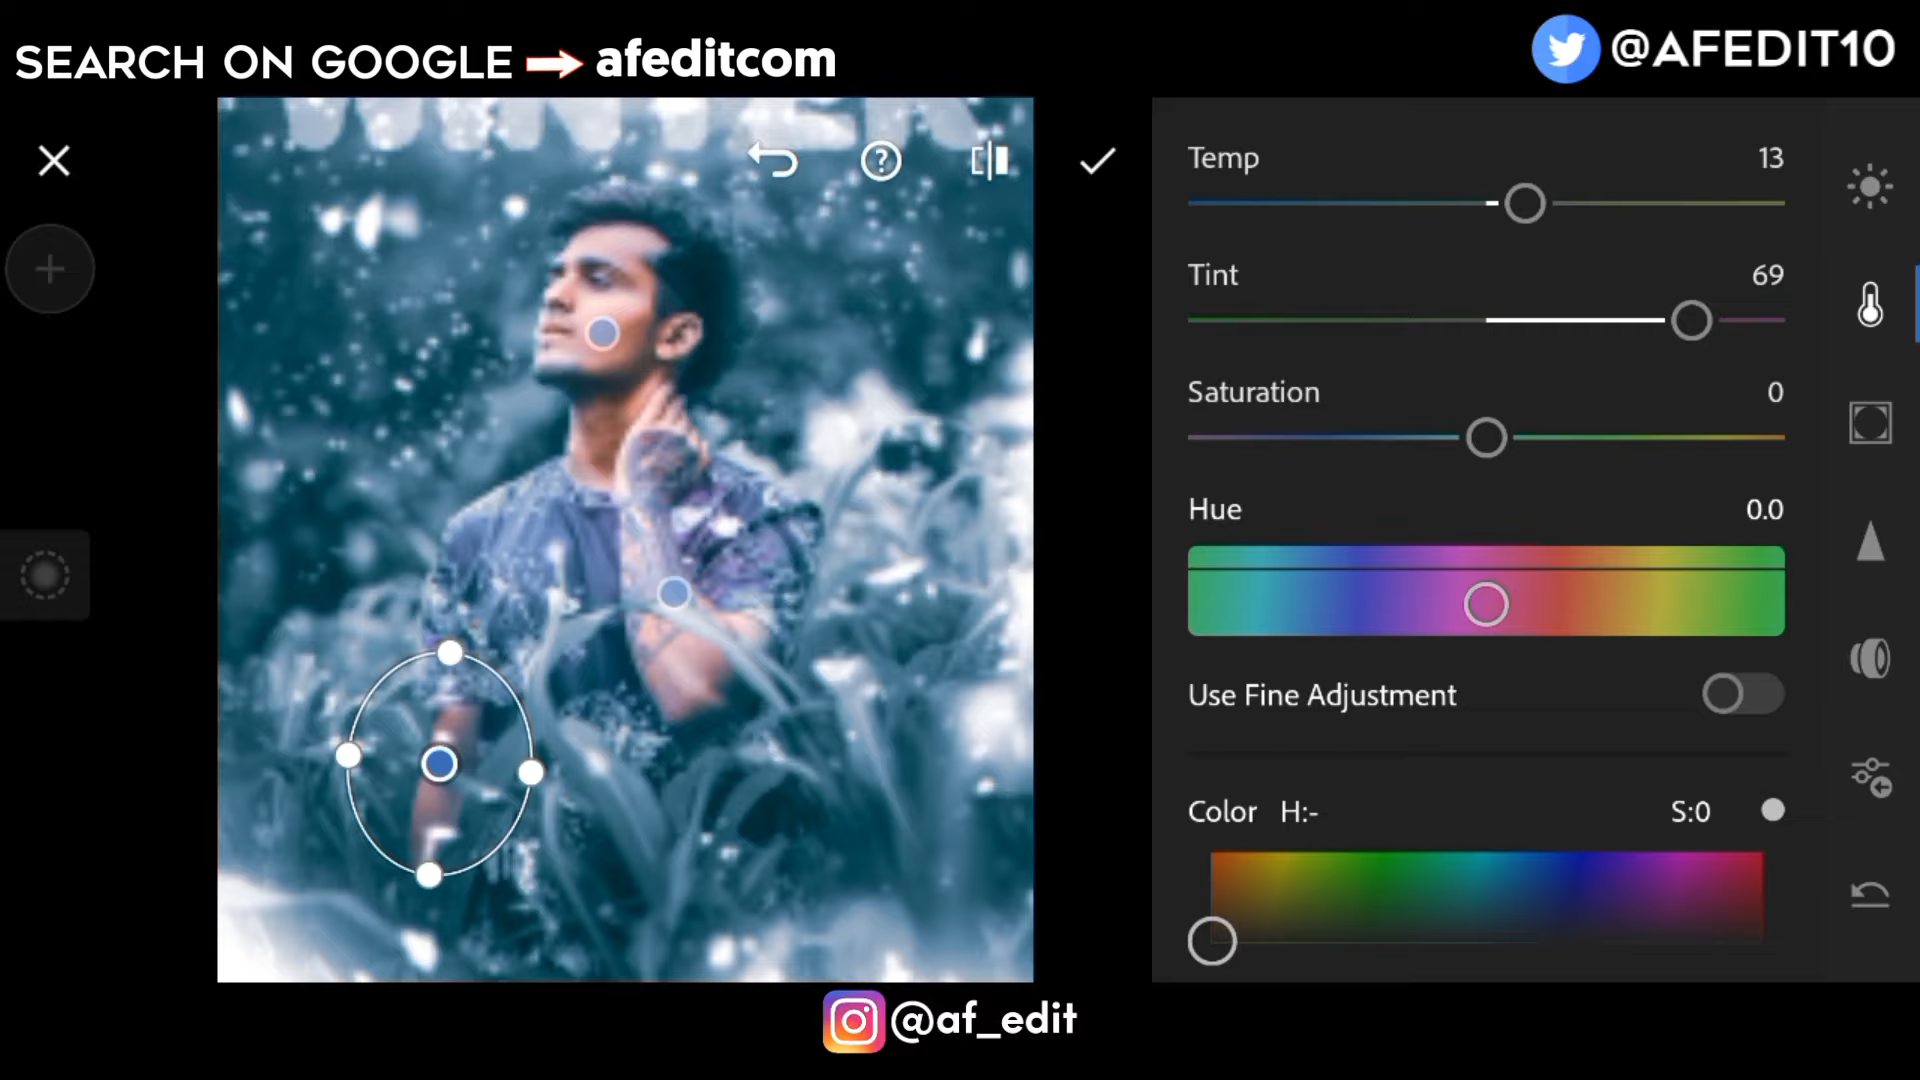 SEARCH ON GOOGLE afeditcom
@AFEDIT10
Temp 13
Tint 69
Saturation 0
Hue 0.0
Use Fine Adjustment
Color H:- S:0
@af_edit